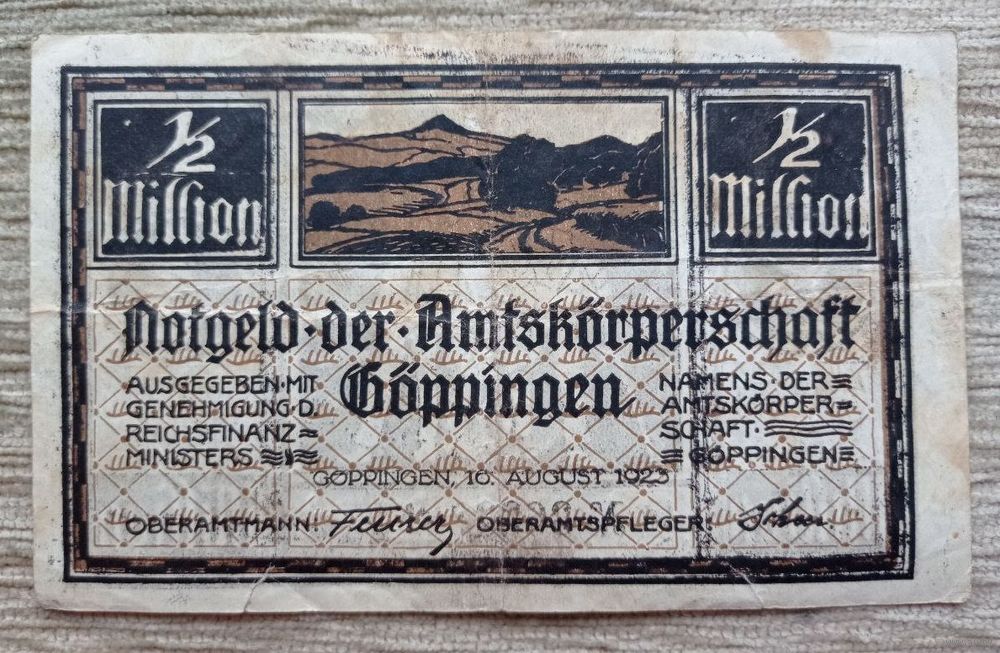 1/2 Million
1/2 Million
Notgeld·der·Amtskörperschaft
Göppingen
AUSGEGEBEN·MIT
GENEHMIGUNG·D.
REICHSFINANZ=
MINISTERS
NAMENS·DER
AMTSKÖRPER=
SCHAFT·
GÖPPINGEN
GÖPPINGEN, 16. AUGUST 1923
OBERAMTMANN: OBERAMTSPFLEGER: